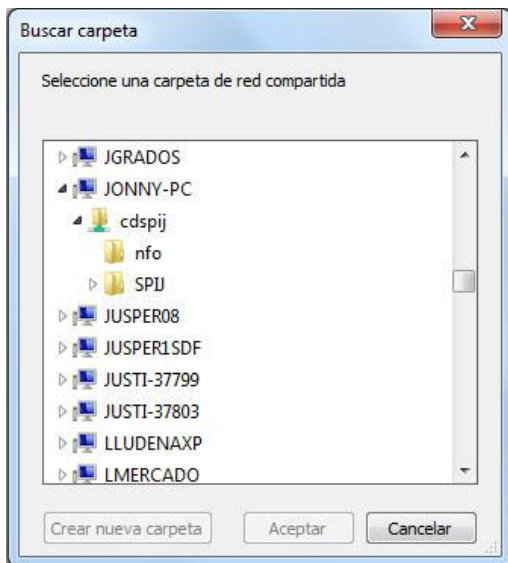 Buscar carpeta
Seleccione una carpeta de red compartida
JGRADOS
JONNY-PC
cdspij
nfo
SPIJ
JUSPER08
JUSPER1SDF
JUSTI-37799
JUSTI-37803
LLUDENAXP
LMERCADO
Crear nueva carpeta Aceptar Cancelar